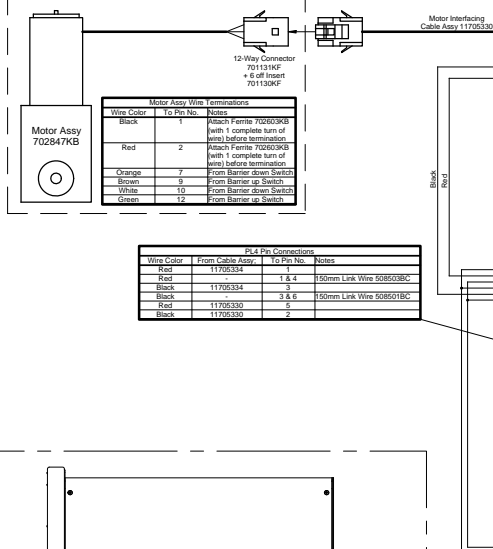 Motor Interfacing
Cable Assy 11705330
12-Way Connector
701131KF
+ 6 off Insert
701130KF
Motor Assy
702847KB
Motor Assy Wire Terminations
Wire Color To Pin No. Notes
Black 1 Attach Ferrite 702603KB
(with 1 complete turn of
wire) before termination
Red 2 Attach Ferrite 702603KB
(with 1 complete turn of
wire) before termination
Orange 7 From Barrier down Switch
Brown 9 From Barrier up Switch
White 10 From Barrier down Switch
Green 12 From Barrier up Switch
Black
Red
PL4 Pin Connections
Wire Color From Cable Assy; To Pin No. Notes
Red 11705334 1
Red - 1 & 4 150mm Link Wire 508503BC
Black 11705334 3
Black - 3 & 6 150mm Link Wire 508501BC
Red 11705330 5
Black 11705330 2